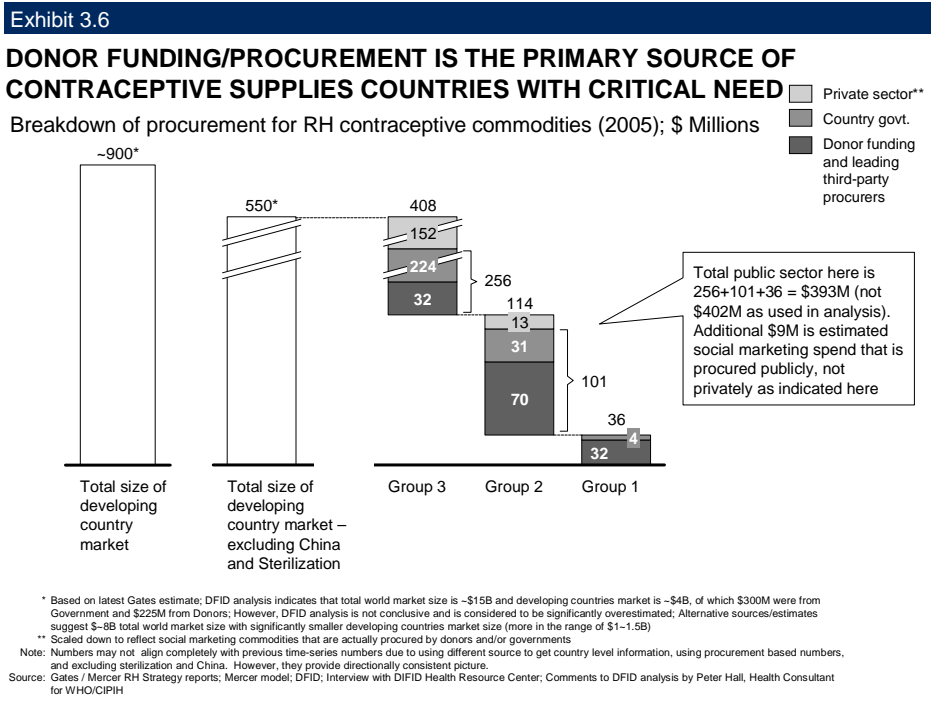 Exhibit 3.6
DONOR FUNDING/PROCUREMENT IS THE PRIMARY SOURCE OF
CONTRACEPTIVE SUPPLIES COUNTRIES WITH CRITICAL NEED
Breakdown of procurement for RH contraceptive commodities (2005); $ Millions
Private sector**
Country govt.
Donor funding
and leading
third-party
procurers
~900*
550*
408
152
224
32
256
114
13
31
70
101
36
4
32
Total public sector here is
256+101+36 = $393M (not
$402M as used in analysis).
Additional $9M is estimated
social marketing spend that is
procured publicly, not
privately as indicated here
Total size of
developing
country
market
Total size of
developing
country market –
excluding China
and Sterilization
Group 3
Group 2
Group 1
* Based on latest Gates estimate; DFID analysis indicates that total world market size is ~$15B and developing countries market is ~$4B, of which $300M were from
Government and $225M from Donors; However, DFID analysis is not conclusive and is considered to be significantly overestimated; Alternative sources/estimates
suggest $~8B total world market size with significantly smaller developing countries market size (more in the range of $1~1.5B)
** Scaled down to reflect social marketing commodities that are actually procured by donors and/or governments
Note: Numbers may not align completely with previous time-series numbers due to using different source to get country level information, using procurement based numbers,
and excluding sterilization and China. However, they provide directionally consistent picture.
Source: Gates / Mercer RH Strategy reports; Mercer model; DFID; Interview with DIFID Health Resource Center; Comments to DFID analysis by Peter Hall, Health Consultant
for WHO/CIPIH